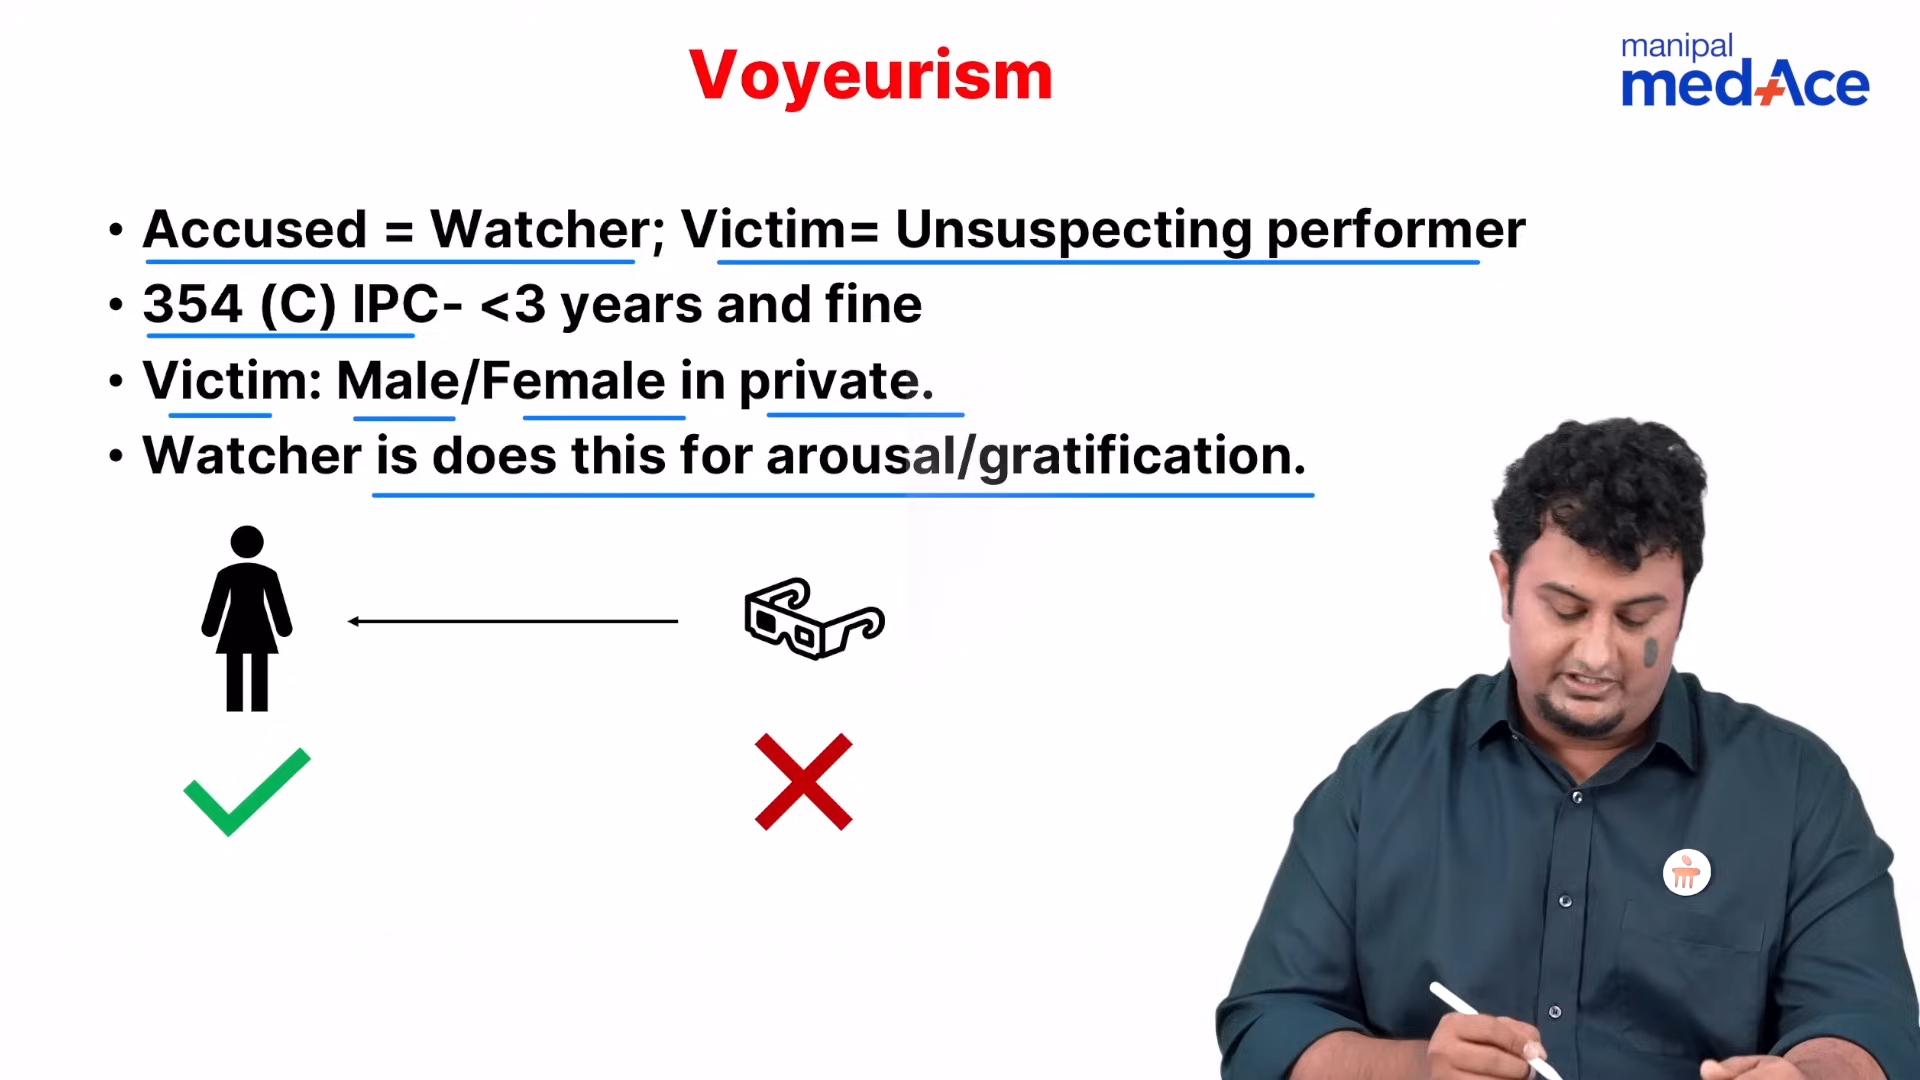 Voyeurism
manipal
medAce
• Accused = Watcher; Victim= Unsuspecting performer
• 354 (C) IPC- <3 years and fine
• Victim: Male/Female in private.
• Watcher is does this for arousal/gratification.